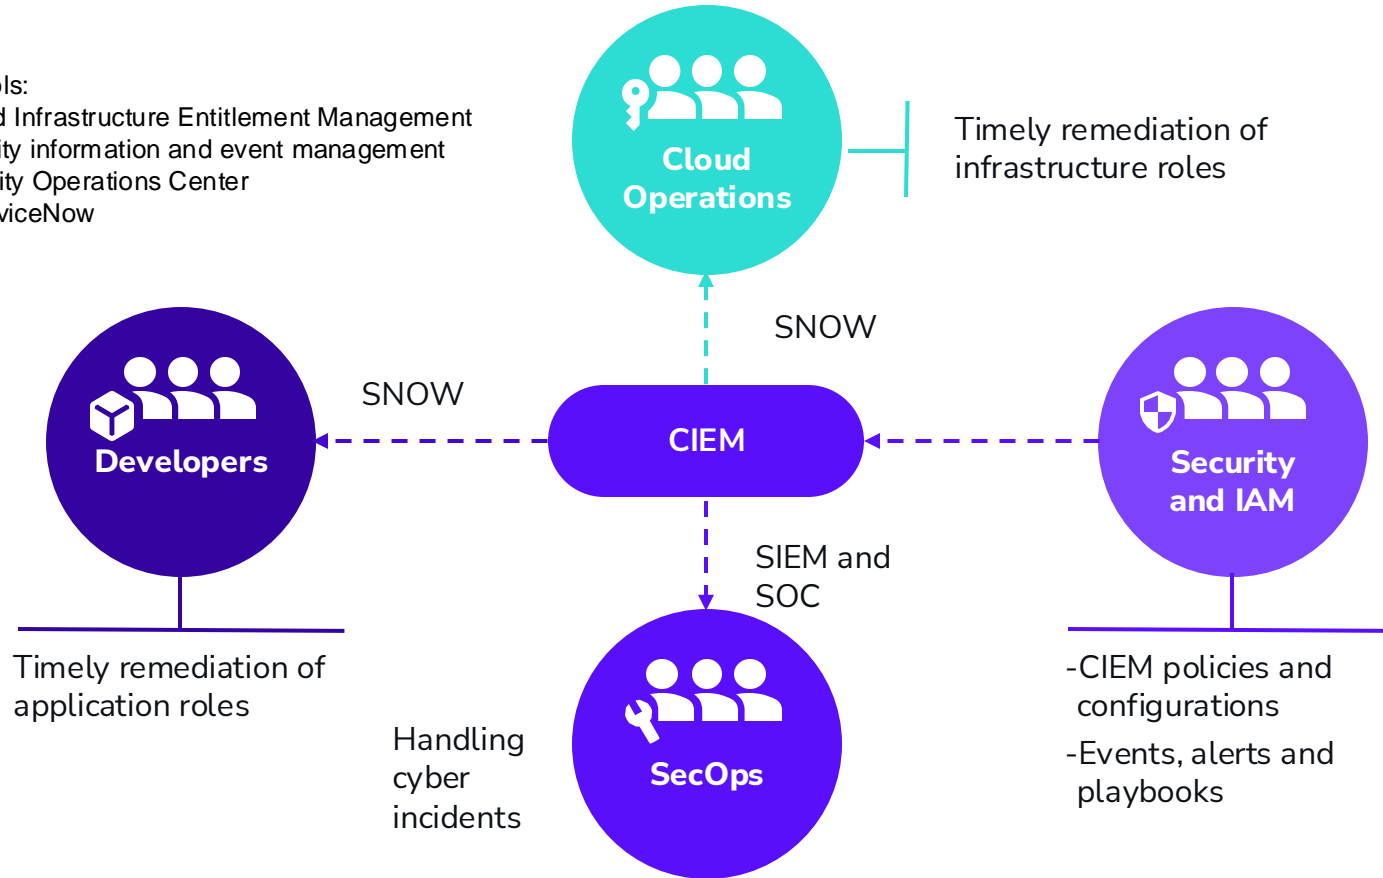 ols:
d Infrastructure Entitlement Management
ity information and event management
ity Operations Center
viceNow
Cloud
Operations
Timely remediation of
infrastructure roles
SNOW
SNOW
Developers
CIEM
Security
and IAM
SIEM and
SOC
Timely remediation of
application roles
-CIEM policies and
configurations
-Events, alerts and
playbooks
Handling
cyber
incidents
SecOps